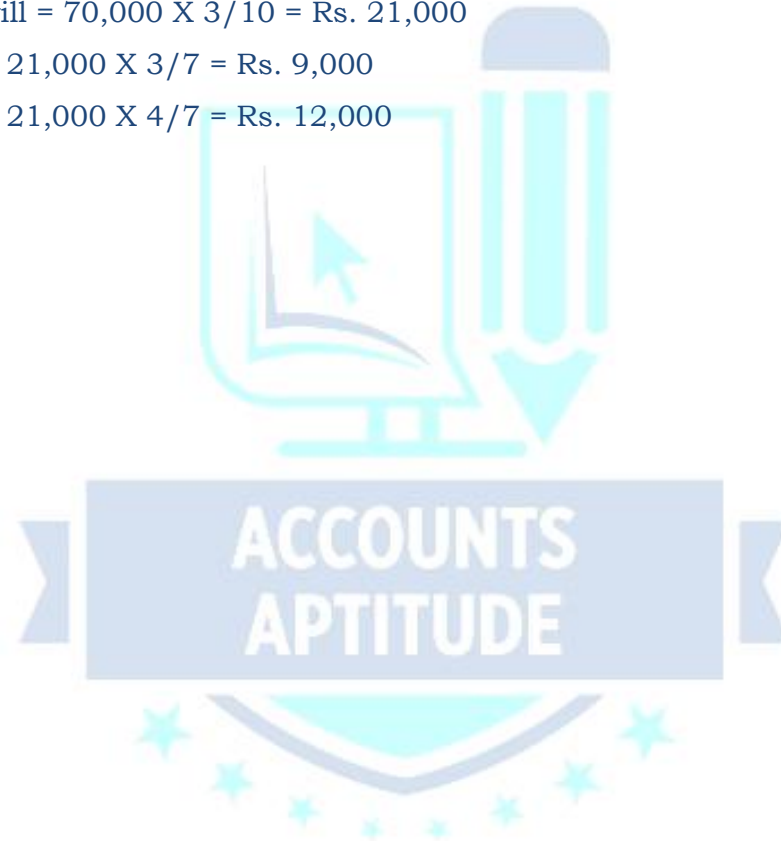 ill = 70,000 X 3/10 = Rs. 21,000
21,000 X 3/7 = Rs. 9,000
21,000 X 4/7 = Rs. 12,000
ACCOUNTS
APTITUDE